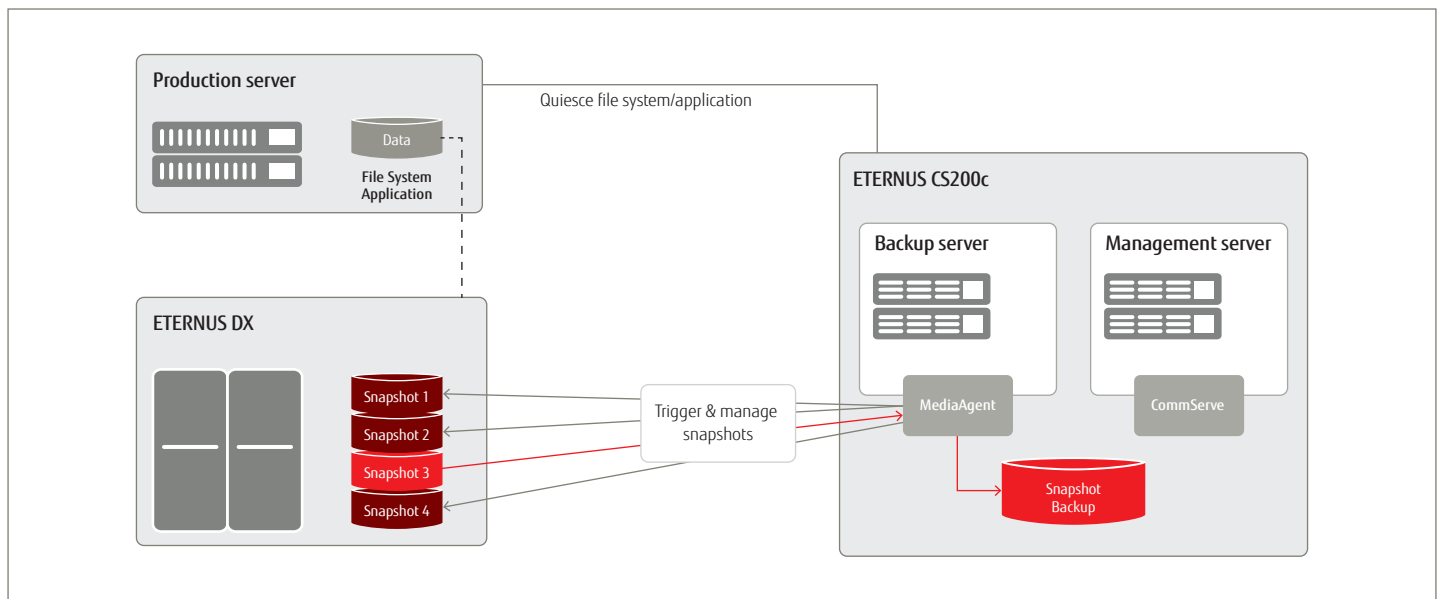 Production server
Data
File System
Application
Quiesce file system/application
ETERNUS DX
Snapshot 1
Snapshot 2
Snapshot 3
Snapshot 4
Trigger & manage
snapshots
ETERNUS CS200c
Backup server
Management server
MediaAgent
CommServe
Snapshot
Backup